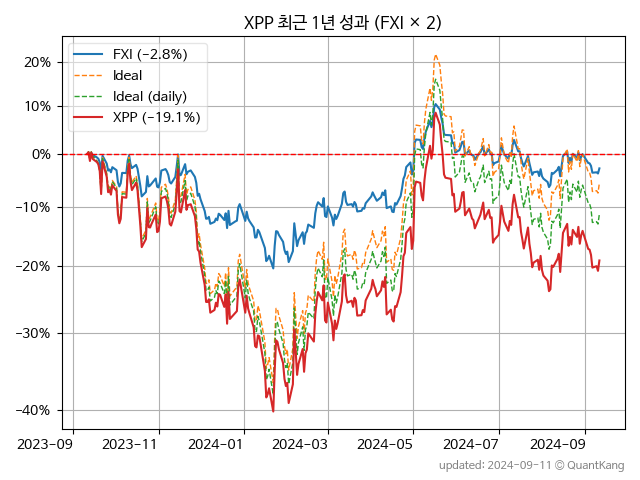 XPP 최근 1년 성과 (FXI × 2)
FXI (−2.8%)
Ideal
Ideal (daily)
XPP (−19.1%)
20%
10%
0%
−10%
−20%
−30%
−40%
2023-09 2023-11 2024-01 2024-03 2024-05 2024-07 2024-09
updated: 2024-09-11 © QuantKang